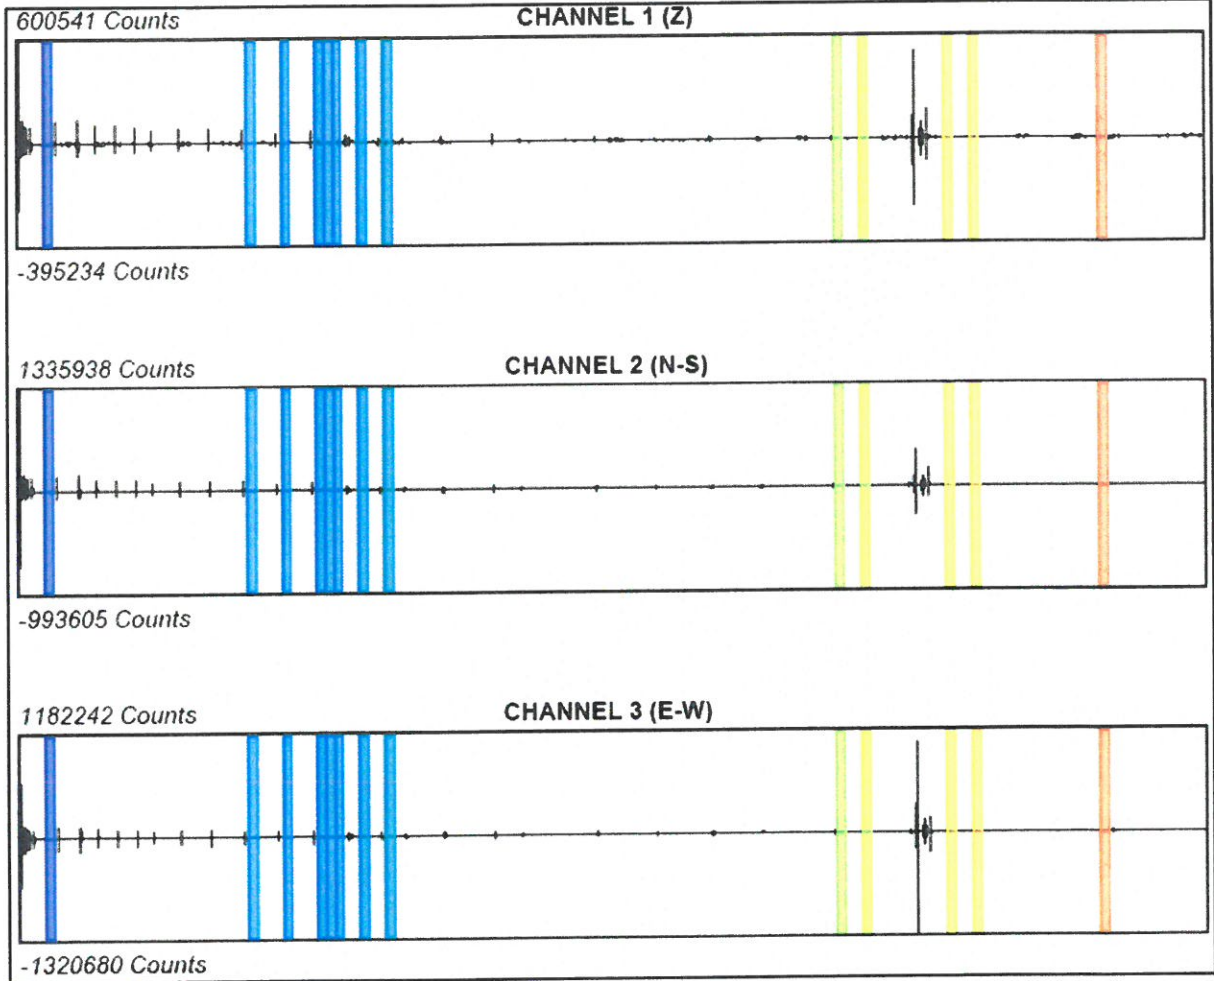 600541 Counts
CHANNEL 1 (Z)
-395234 Counts
1335938 Counts
CHANNEL 2 (N-S)
-993605 Counts
1182242 Counts
CHANNEL 3 (E-W)
-1320680 Counts